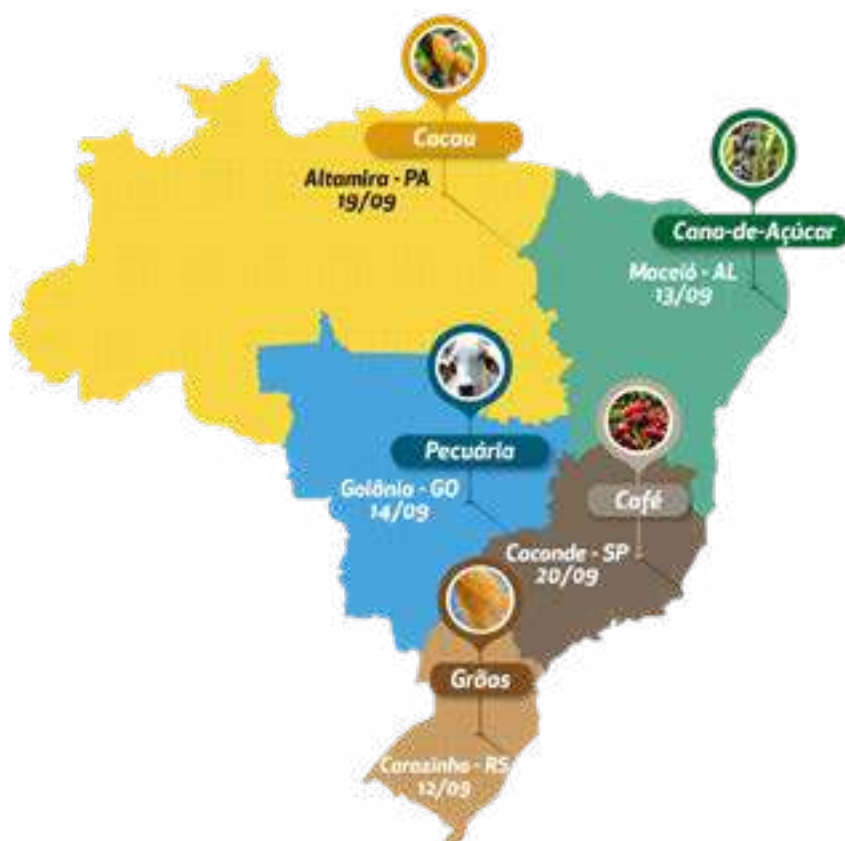 Cacau
Altamira - PA
19/09
Cana-de-Açúcar
Maceió - AL
13/09
Pecuária
Goiânia - GO
14/09
Café
Caconde - SP
20/09
Grãos
Carazinho - RS
12/09